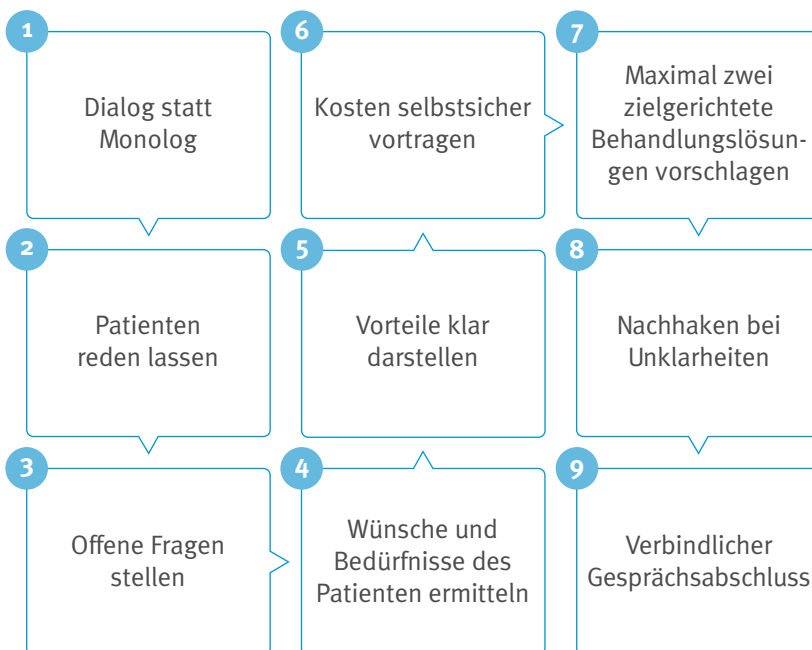 1
Dialog statt
Monolog
2
Patienten
reden lassen
3
Offene Fragen
stellen
4
Wünsche und
Bedürfnisse des
Patienten ermitteln
5
Vorteile klar
darstellen
6
Kosten selbstsicher
vortragen
7
Maximal zwei
zielgerichtete
Behandlungslösun-
gen vorschlagen
8
Nachhaken bei
Unklarheiten
9
Verbindlicher
Gesprächsabschluss